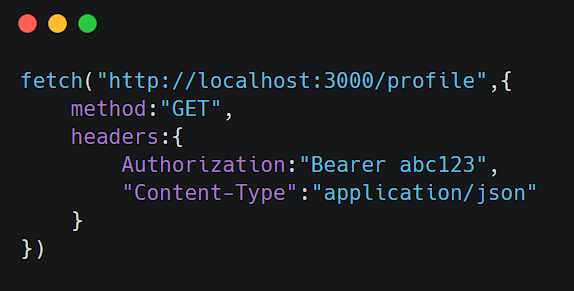 fetch("http://localhost:3000/profile",{
    method:"GET",
    headers:{
        Authorization:"Bearer abc123",
        "Content-Type":"application/json"
    }
})